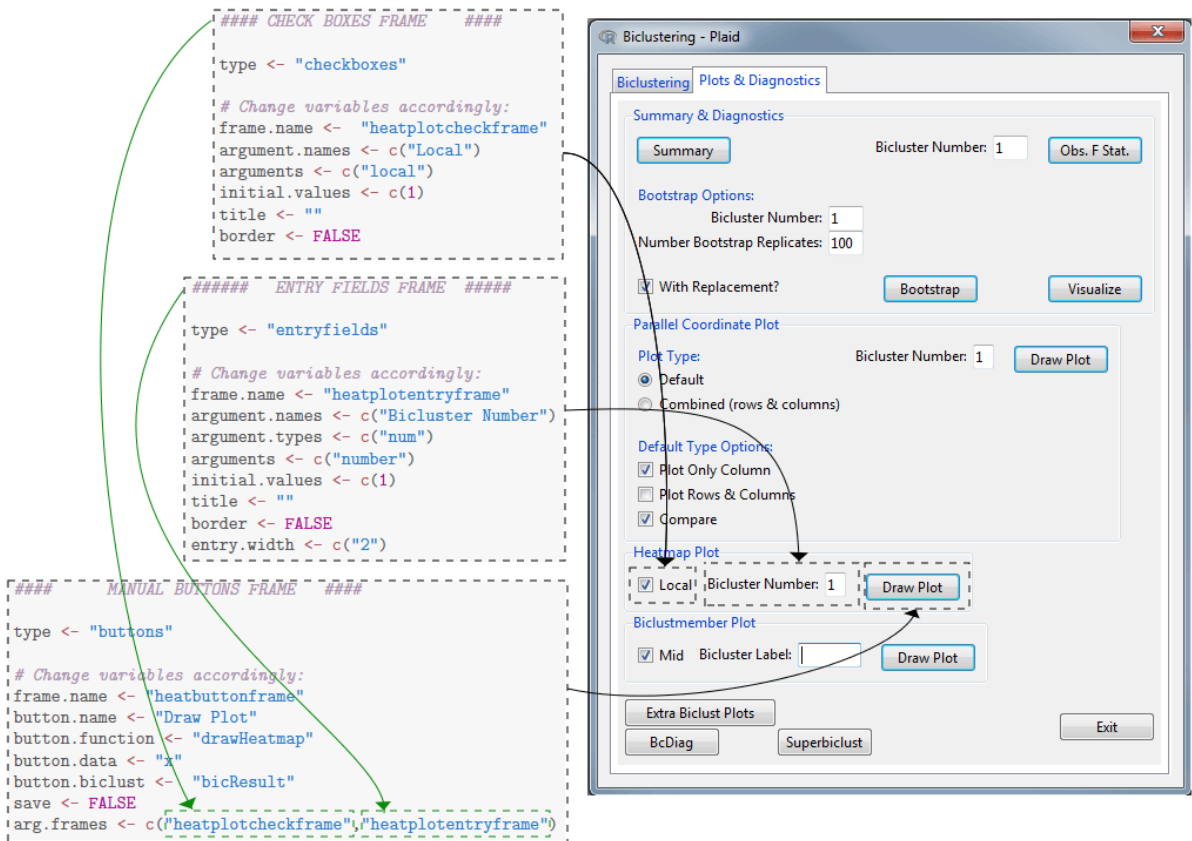 #### CHECK BOXES FRAME ####
type <- "checkboxes"
# Change variables accordingly:
frame.name <- "heatplotcheckframe"
argument.names <- c("Local")
arguments <- c("local")
initial.values <- c(1)
title <- ""
border <- FALSE
###### ENTRY FIELDS FRAME #####
type <- "entryfields"
# Change variables accordingly:
frame.name <- "heatplotentryframe"
argument.names <- c("Bicluster Number")
argument.types <- c("num")
arguments <- c("number")
initial.values <- c(1)
title <- ""
border <- FALSE
entry.width <- c("2")
#### MANUAL BUTTONS FRAME ####
type <- "buttons"
# Change variables accordingly:
frame.name <- "heatbuttonframe"
button.name <- "Draw Plot"
button.function <- "drawHeatmap"
button.data <- "x"
button.biclust <- "bicResult"
save <- FALSE
arg.frames <- c("heatplotcheckframe","heatplotentryframe")
Biclustering - Plaid
Biclustering Plots & Diagnostics
Summary & Diagnostics
Summary Bicluster Number: 1 Obs. F Stat.
Bootstrap Options:
Bicluster Number: 1
Number Bootstrap Replicates: 100
With Replacement? Bootstrap Visualize
Parallel Coordinate Plot
Plot Type: Bicluster Number: 1 Draw Plot
Default
Combined (rows & columns)
Default Type Options:
Plot Only Column
Plot Rows & Columns
Compare
Heatmap Plot
Local Bicluster Number: 1 Draw Plot
Biclustmember Plot
Mid Bicluster Label: Draw Plot
Extra Biclust Plots
Exit
BcDiag Superbiclust